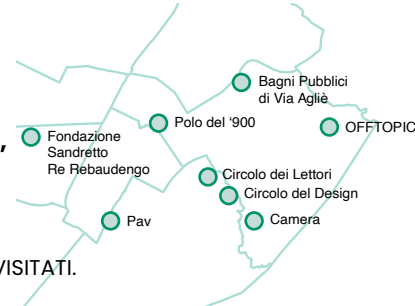 Bagni Pubblici
di Via Agliè
Polo del ‘900
OFFTOPIC
”
Fondazione
Sandretto
Re Rebaudengo
Circolo dei Lettori
Circolo del Design
Pav
Camera
VISITATI.